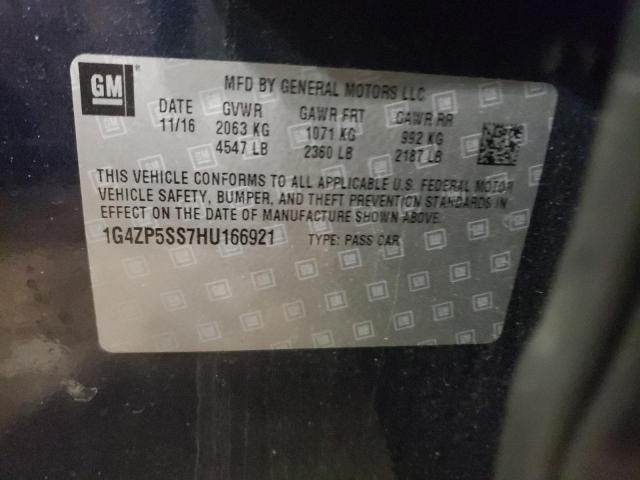 GM
MFD BY GENERAL MOTORS LLC
DATE GVWR GAWR FRT GAWR RR
11/16 2063 KG 1071 KG 992 KG
4547 LB 2360 LB 2187 LB
THIS VEHICLE CONFORMS TO ALL APPLICABLE U.S. FEDERAL MOTOR
VEHICLE SAFETY, BUMPER, AND THEFT PREVENTION STANDARDS IN
EFFECT ON THE DATE OF MANUFACTURE SHOWN ABOVE.
1G4ZP5SS7HU166921 TYPE: PASS CAR